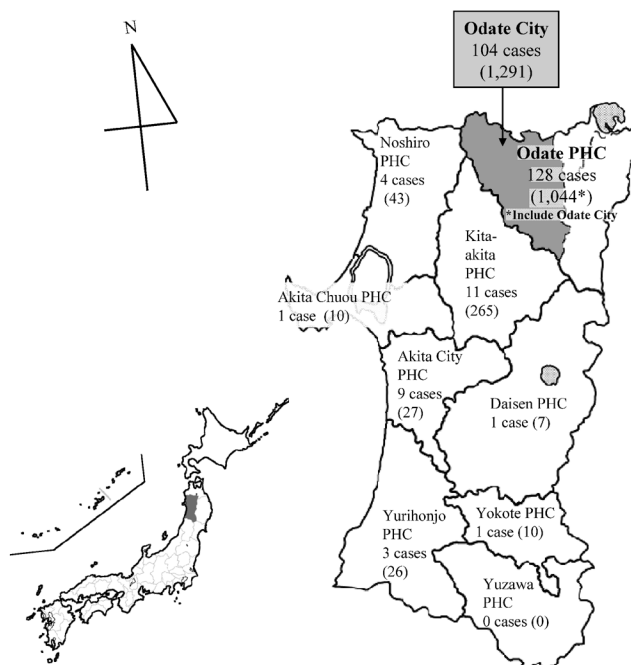 N
Odate City
104 cases
(1,291)
Noshiro
PHC
4 cases
(43)
Odate PHC
128 cases
(1,044*)
*Include Odate City
Kita-
akita
PHC
11 cases
(265)
Akita Chuou PHC
1 case (10)
Akita City
PHC
9 cases
(27)
Daisen PHC
1 case (7)
Yurihonjo
PHC
3 cases
(26)
Yokote PHC
1 case (10)
Yuzawa
PHC
0 cases (0)